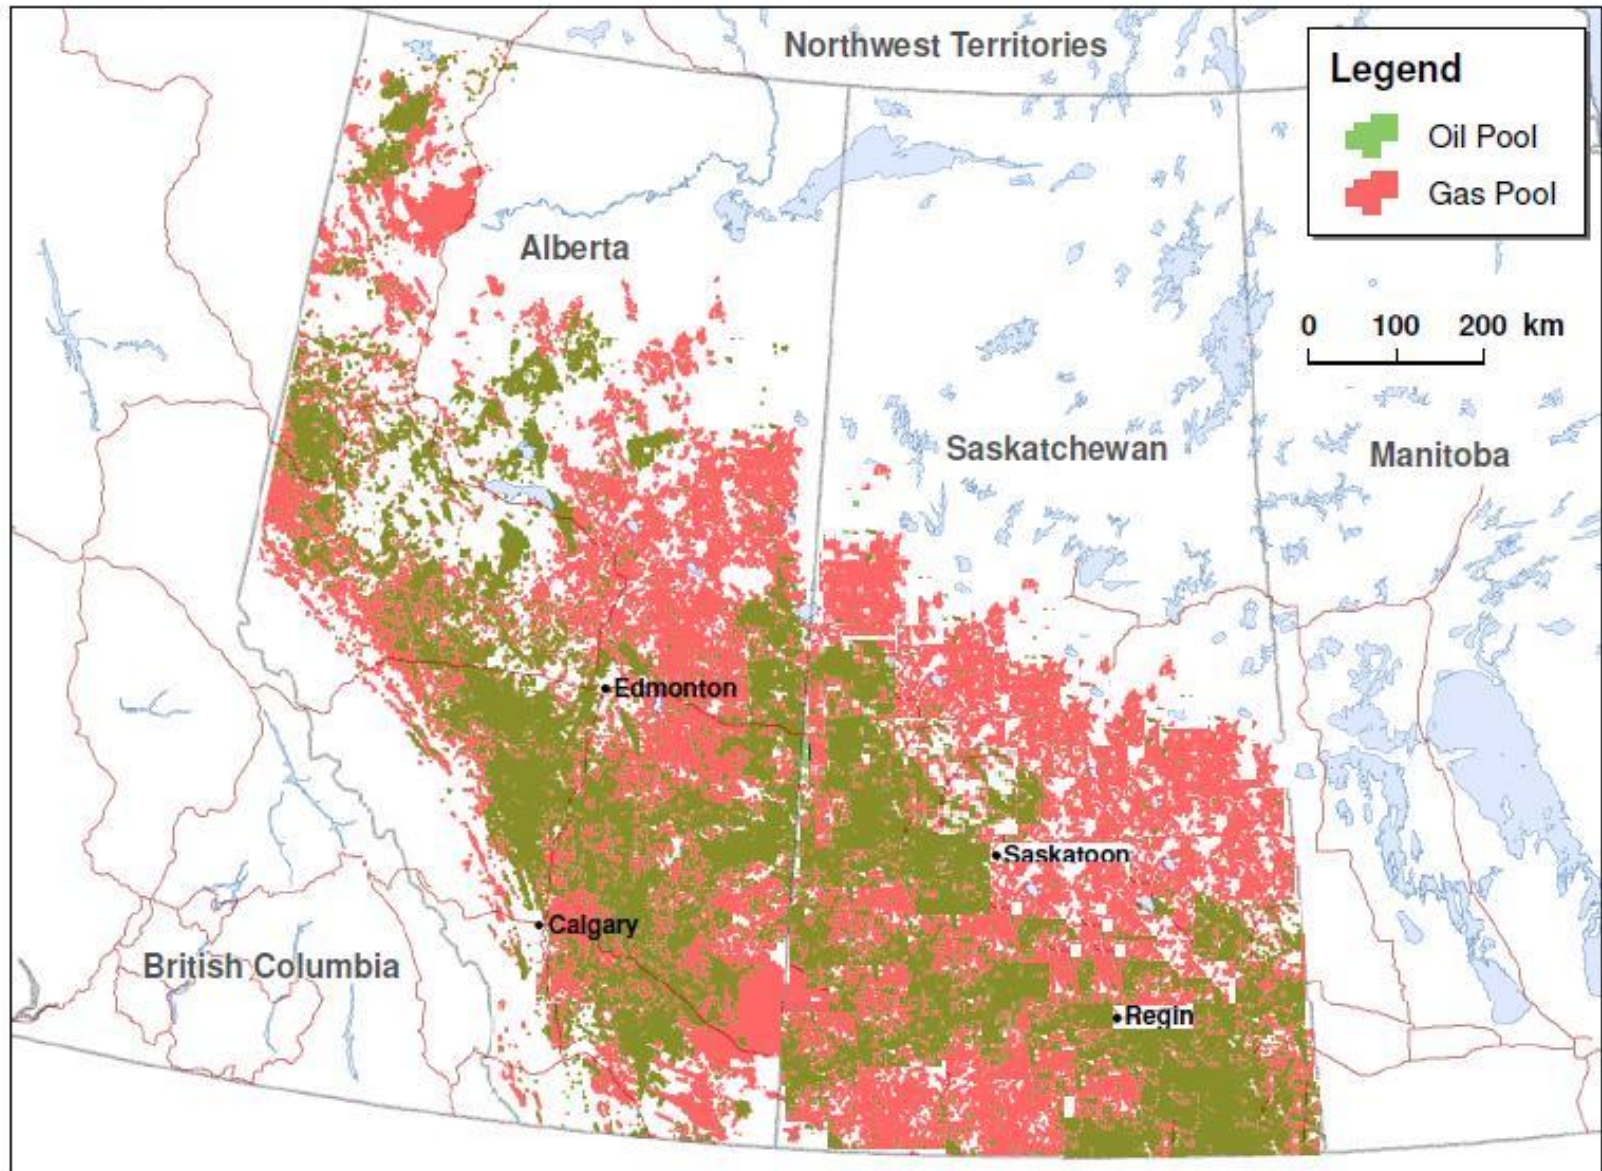 Northwest Territories
Legend
Oil Pool
Gas Pool
Alberta
0 100 200 km
Saskatchewan
Manitoba
Edmonton
Saskatoon
Calgary
British Columbia
Regin